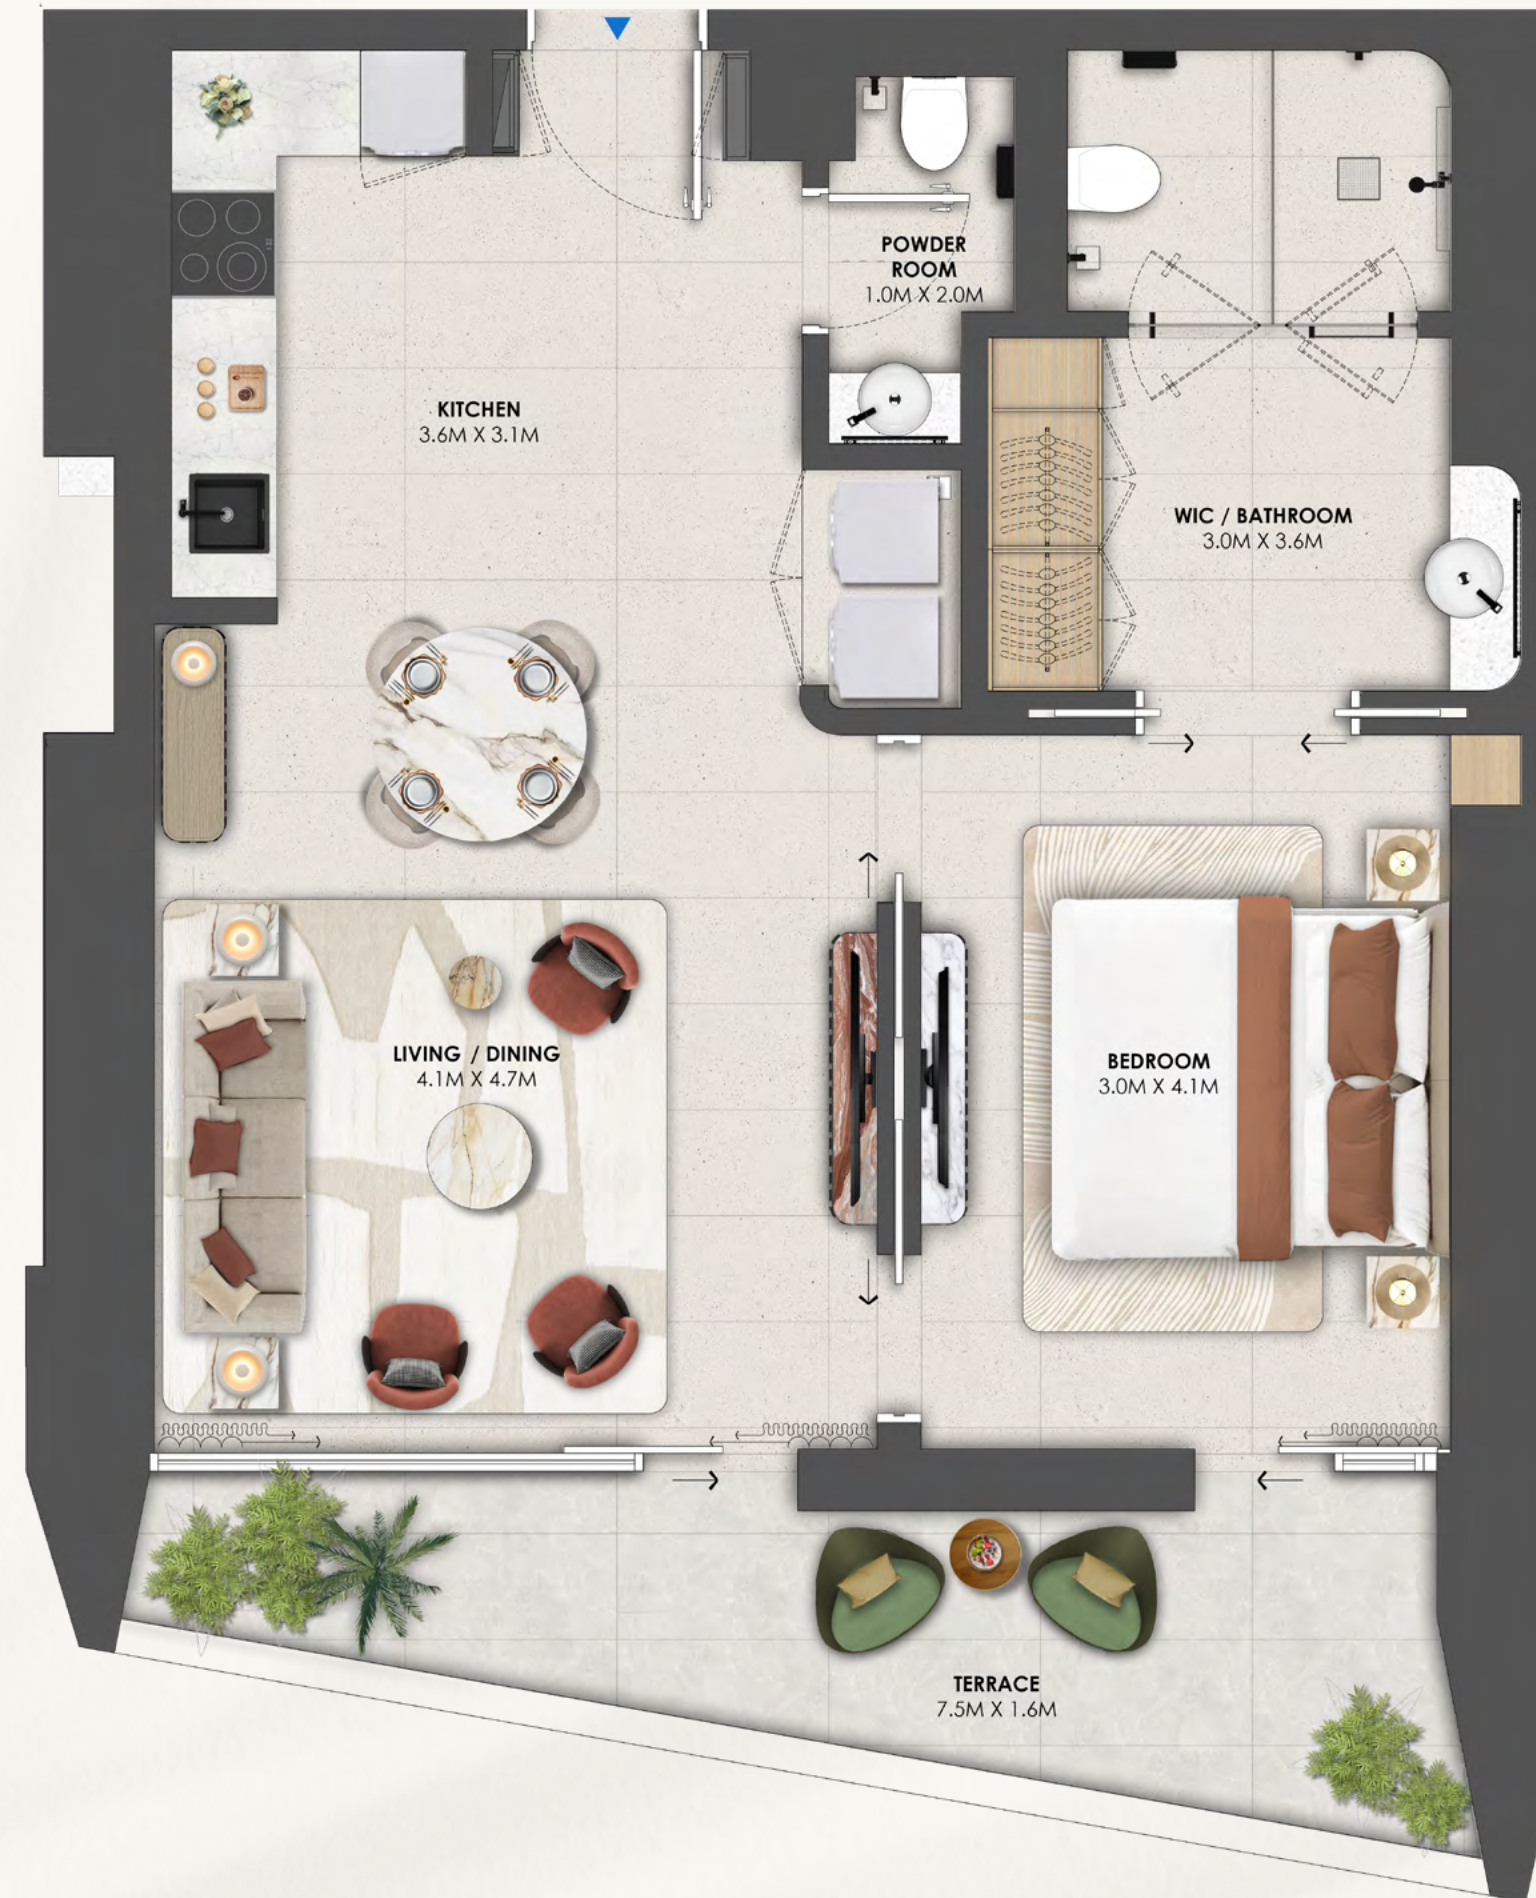 POWDER
ROOM
1.0M X 2.0M
KITCHEN
3.6M X 3.1M
WIC / BATHROOM
3.0M X 3.6M
LIVING / DINING
4.1M X 4.7M
BEDROOM
3.0M X 4.1M
TERRACE
7.5M X 1.6M